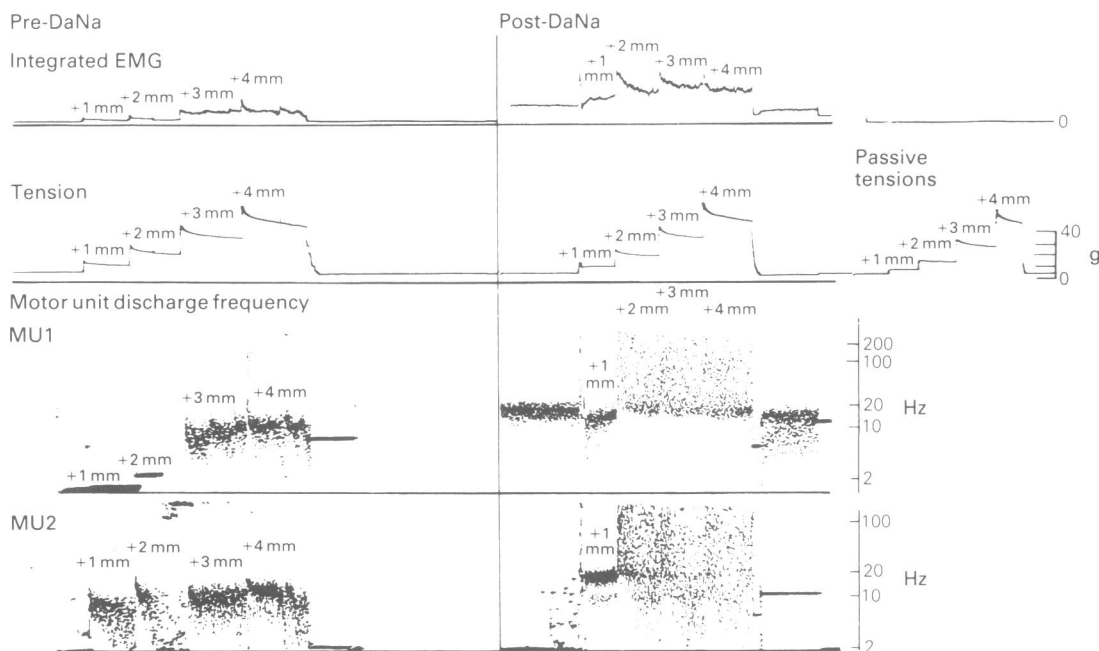 Pre-DaNa
Post-DaNa
Integrated EMG
+1 mm +2 mm +3 mm +4 mm
+1 mm +2 mm +3 mm +4 mm
0
Tension
+1 mm +2 mm +3 mm +4 mm
+1 mm +2 mm +3 mm +4 mm
Passive
tensions
+1 mm +2 mm +3 mm +4 mm
40
0
g
Motor unit discharge frequency
MU1
+1 mm +2 mm +3 mm +4 mm
+1 mm +2 mm +3 mm +4 mm
200
100
20
10
2
Hz
MU2
+1 mm +2 mm +3 mm +4 mm
+1 mm
100
20
10
2
Hz